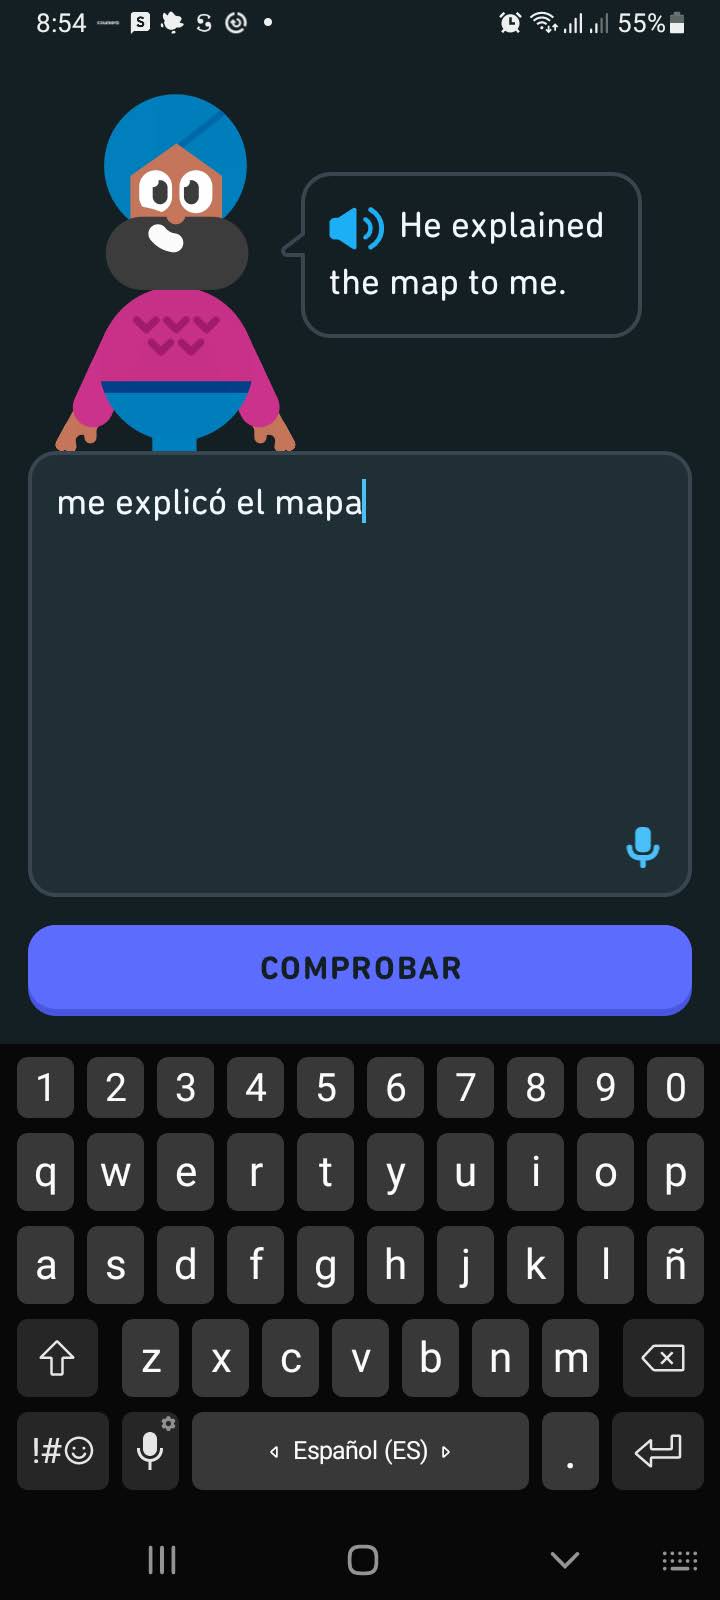 8:54
55%
He explained
the map to me.
me explicó el mapa
COMPROBAR
1 2 3 4 5 6 7 8 9 0
q w e r t y u i o p
a s d f g h j k l ñ
z x c v b n m
!#☺ Español (ES) .